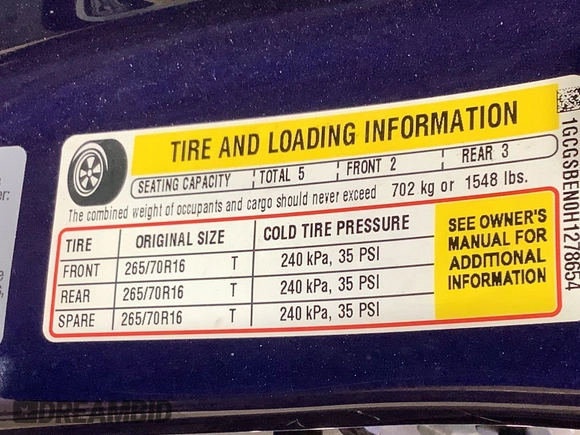 TIRE AND LOADING INFORMATION
SEATING CAPACITY TOTAL 5 FRONT 2 REAR 3
The combined weight of occupants and cargo should never exceed 702 kg or 1548 lbs.
TIRE ORIGINAL SIZE COLD TIRE PRESSURE
FRONT 265/70R16 T 240 kPa, 35 PSI
REAR 265/70R16 T 240 kPa, 35 PSI
SPARE 265/70R16 T 240 kPa, 35 PSI
SEE OWNER'S
MANUAL FOR
ADDITIONAL
INFORMATION
1GCGSBEN0H1278654
DREAMBID